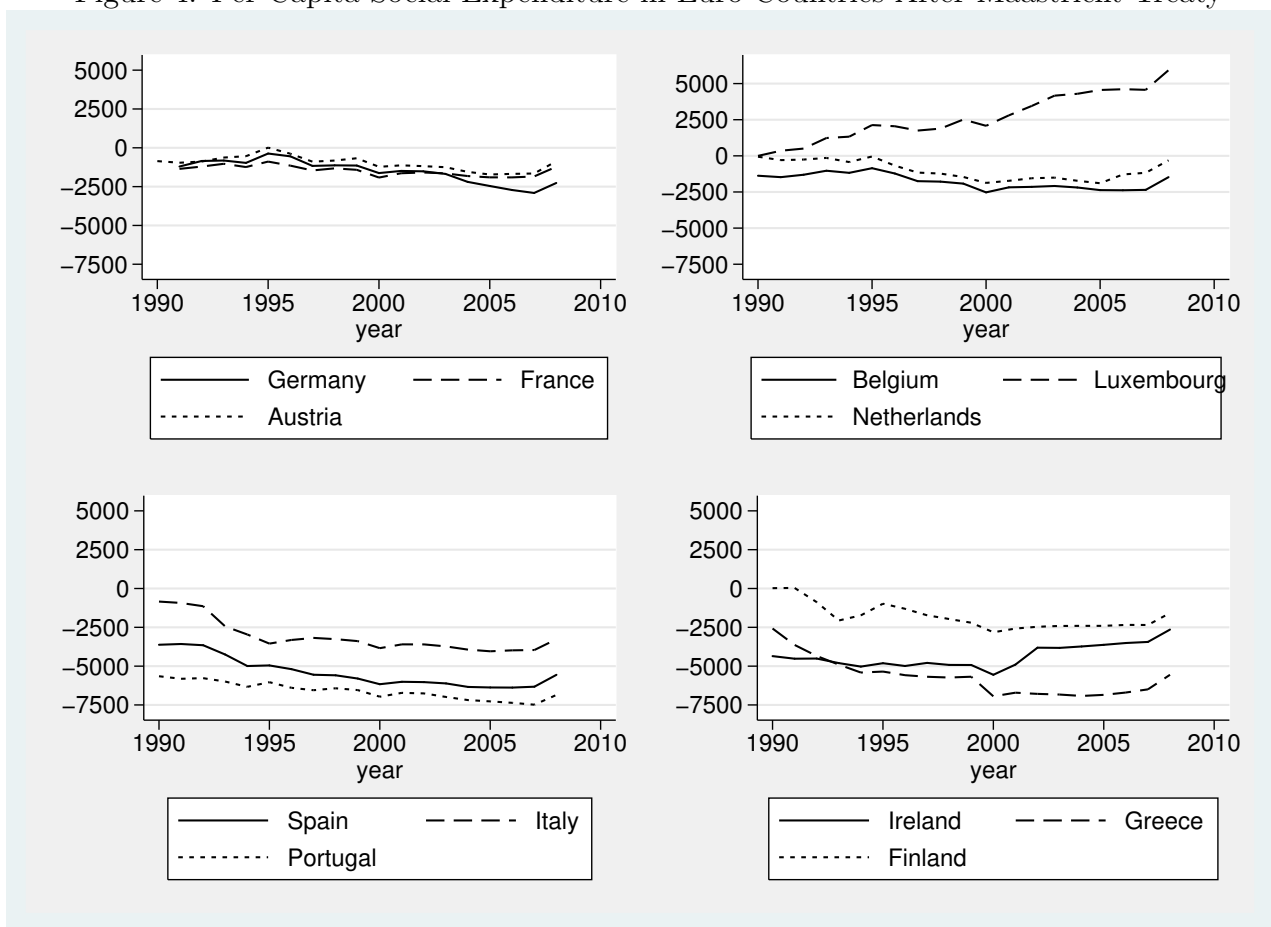 Figure Per Capita Social Expenditure in Euro Countries After Maastricht Treaty
5000
2500
0
−2500
−5000
−7500
1990 1995 2000 2005 2010
year
Germany France
Austria
5000
2500
0
−2500
−5000
−7500
1990 1995 2000 2005 2010
year
Belgium Luxembourg
Netherlands
5000
2500
0
−2500
−5000
−7500
1990 1995 2000 2005 2010
year
Spain Italy
Portugal
5000
2500
0
−2500
−5000
−7500
1990 1995 2000 2005 2010
year
Ireland Greece
Finland